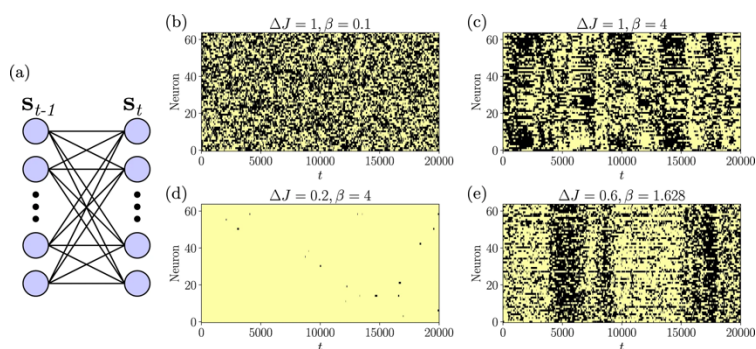 (a)
S_{t-1} S_t
(b) ΔJ = 1, β = 0.1
Neuron
60
40
20
0
0 5000 10000 15000 20000
t
(c) ΔJ = 1, β = 4
Neuron
60
40
20
0
0 5000 10000 15000 20000
t
(d) ΔJ = 0.2, β = 4
Neuron
60
40
20
0
0 5000 10000 15000 20000
t
(e) ΔJ = 0.6, β = 1.628
Neuron
60
40
20
0
0 5000 10000 15000 20000
t